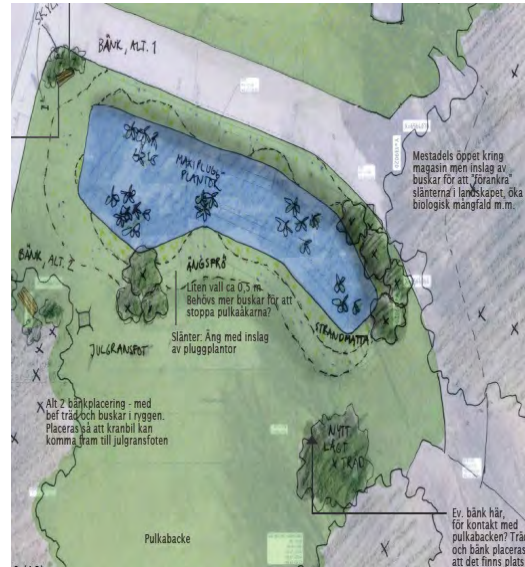 SKYL
BÄNK, ALT. 1
MAXIPLUGG-
PLANTER
Mestadels öppet kring
magasin men inslag av
buskar för att "förankra"
slänterna i landskapet, öka
biologisk mångfald m.m.
BÄNK, ALT. 2
ÄNGSFRÖ
Liten vall ca 0,5 m
Behövs mer buskar för att
stoppa pulkaåkarna?
Slänter: Äng med inslag
av pluggplantor
STRANDMATTA
JULGRANSFOT
Alt 2 bänkplacering - med
bef träd och buskar i ryggen.
Placeras så att kranbil kan
komma fram till julgransfoten
NYTT
LÅGT
TRÄD
Pulkabacke
Ev. bänk här,
för kontakt med
pulkabacken? Träd
och bänk placeras
att det finns plats